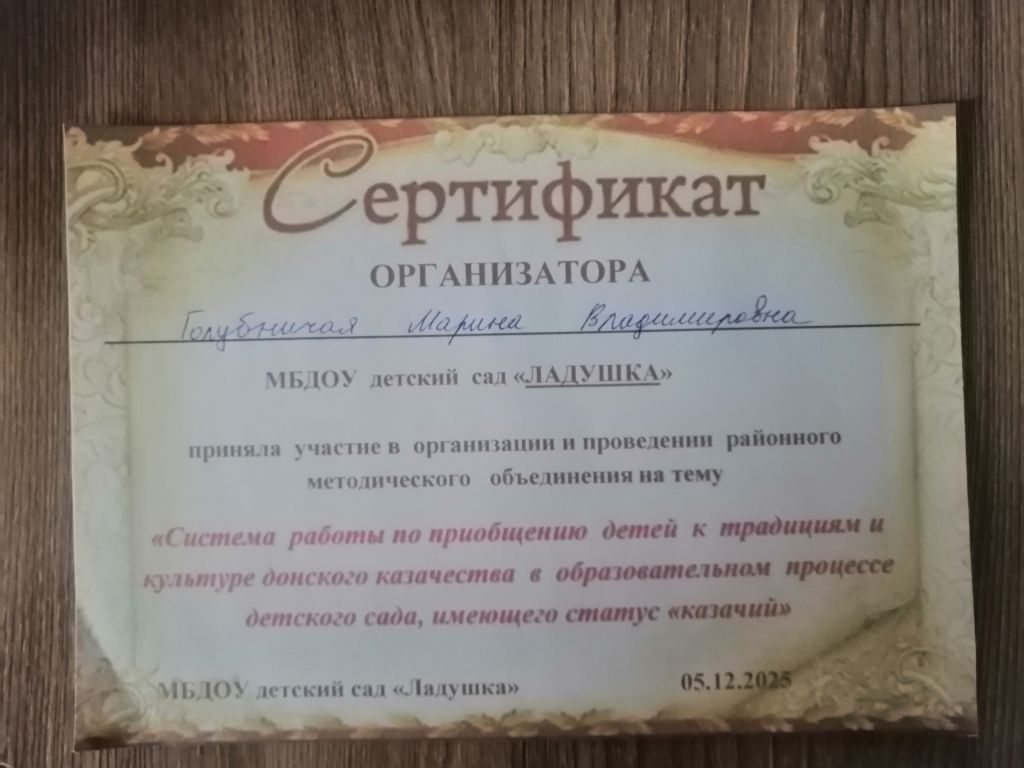 Сертификат
ОРГАНИЗАТОРА
Голубничая Марина Владимировна
МБДОУ детский сад «ЛАДУШКА»
приняла участие в организации и проведении районного
методического объединения на тему
«Система работы по приобщению детей к традициям и
культуре донского казачества в образовательном процессе
детского сада, имеющего статус «казачий»
МБДОУ детский сад «Ладушка» 05.12.2025